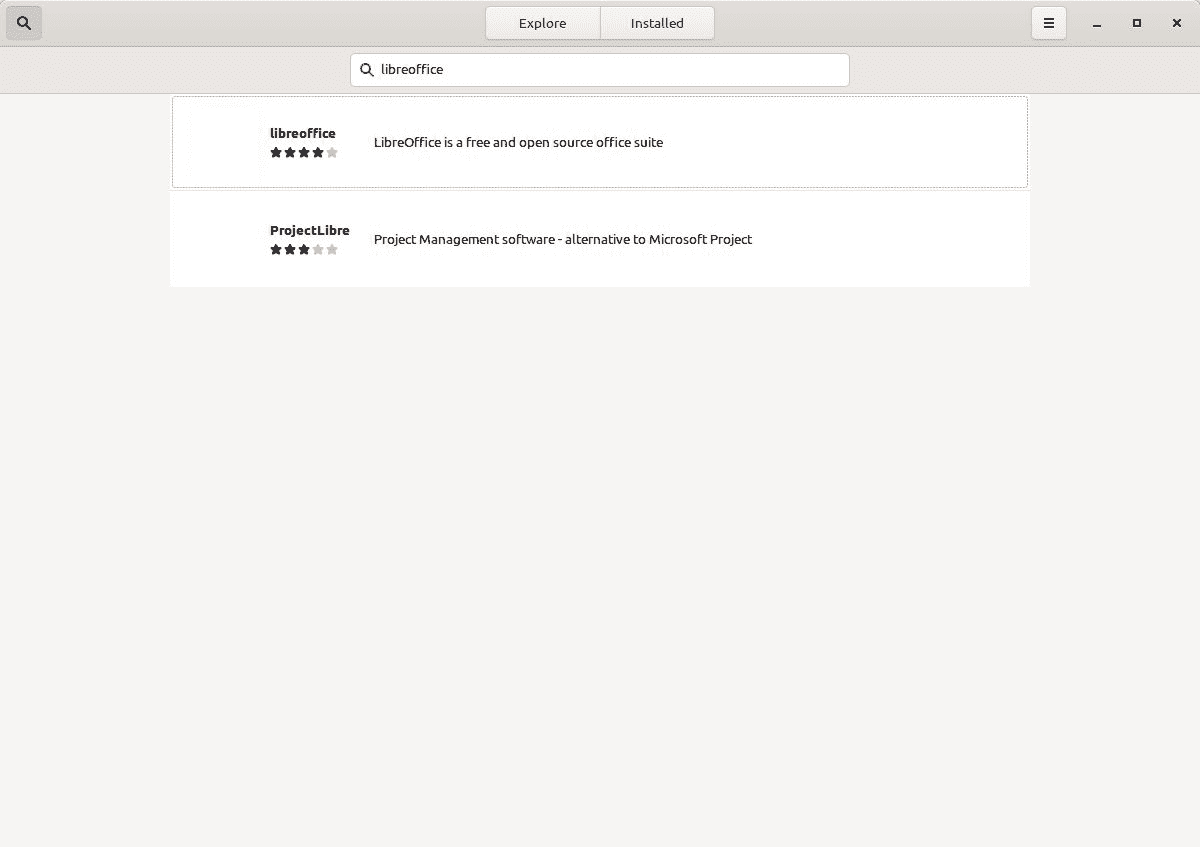 Explore Installed
libreoffice
libreoffice
LibreOffice is a free and open source office suite
ProjectLibre
Project Management software - alternative to Microsoft Project